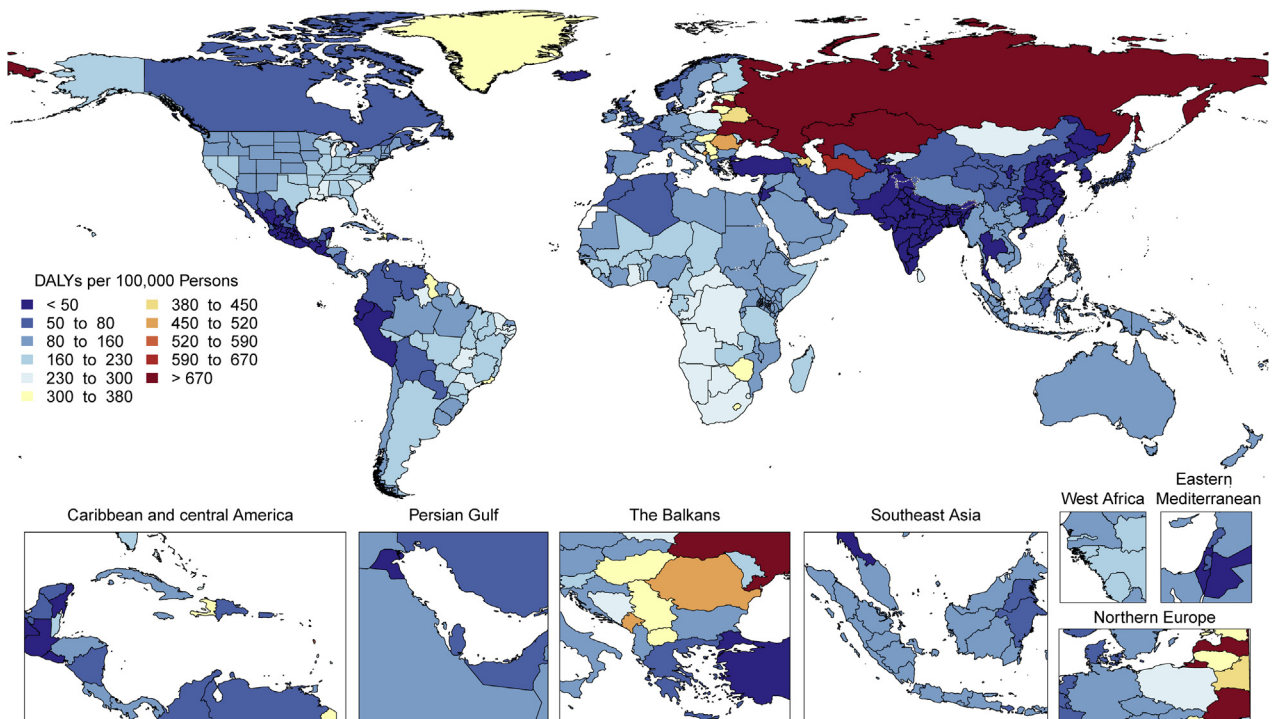 DALYs per 100,000 Persons
< 50
50 to 80
80 to 160
160 to 230
230 to 300
300 to 380
380 to 450
450 to 520
520 to 590
590 to 670
> 670
Caribbean and central America
Persian Gulf
The Balkans
Southeast Asia
West Africa
Eastern
Mediterranean
Northern Europe